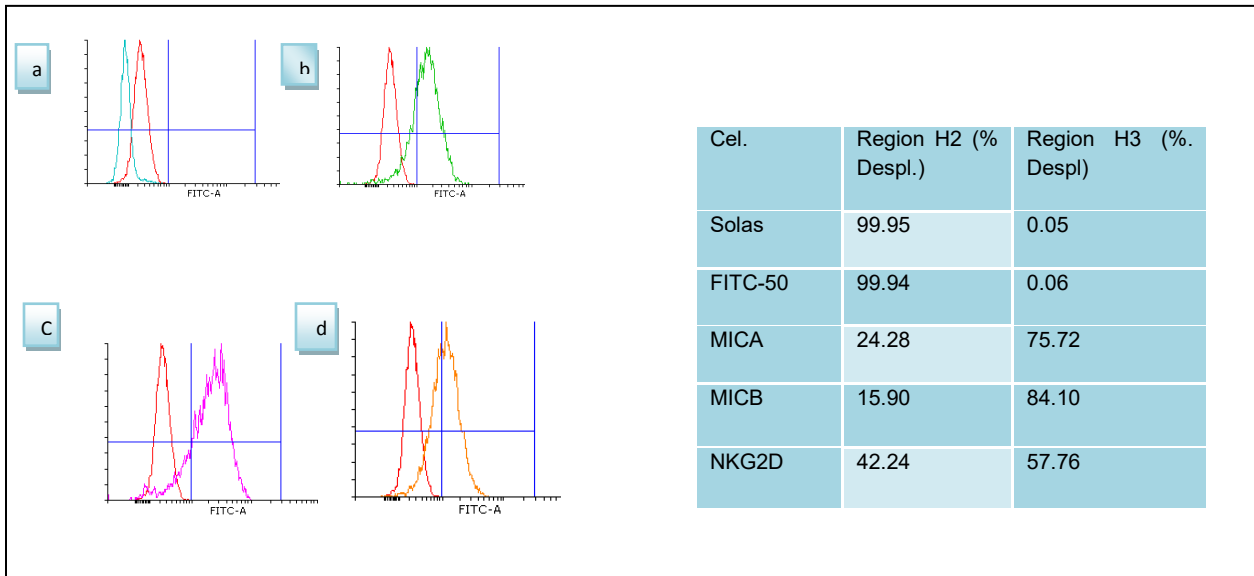 a
b
FITC-A
FITC-A
C
d
FITC-A
FITC-A
Cel.
Region H2 (%
Despl.)
Region H3 (%.
Despl)
Solas
99.95
0.05
FITC-50
99.94
0.06
MICA
24.28
75.72
MICB
15.90
84.10
NKG2D
42.24
57.76